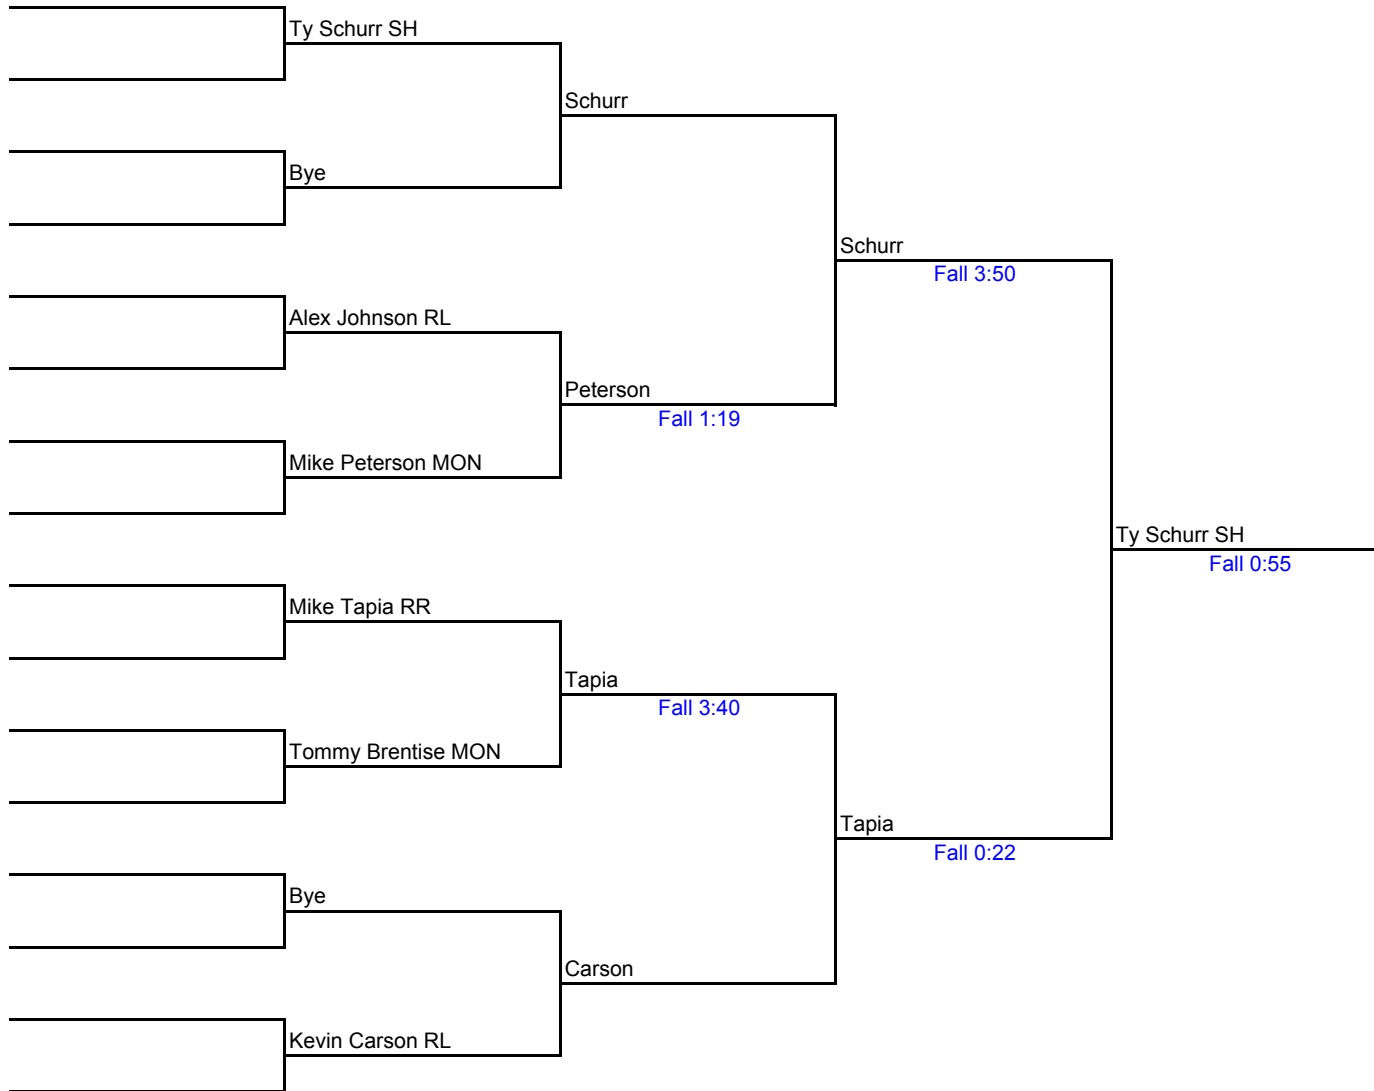 Ty Schurr SH
Schurr
Bye
Schurr
Fall 3:50
Alex Johnson RL
Peterson
Fall 1:19
Mike Peterson MON
Ty Schurr SH
Fall 0:55
Mike Tapia RR
Tapia
Fall 3:40
Tommy Brentise MON
Tapia
Fall 0:22
Bye
Carson
Kevin Carson RL